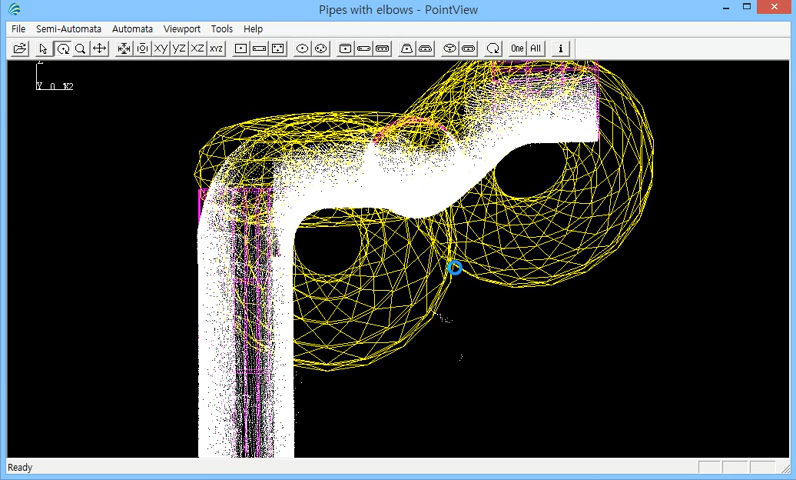 Pipes with elbows - PointView
File Semi-Automata Automata Viewport Tools Help
XY YZ XZ XYZ One All i
Ready